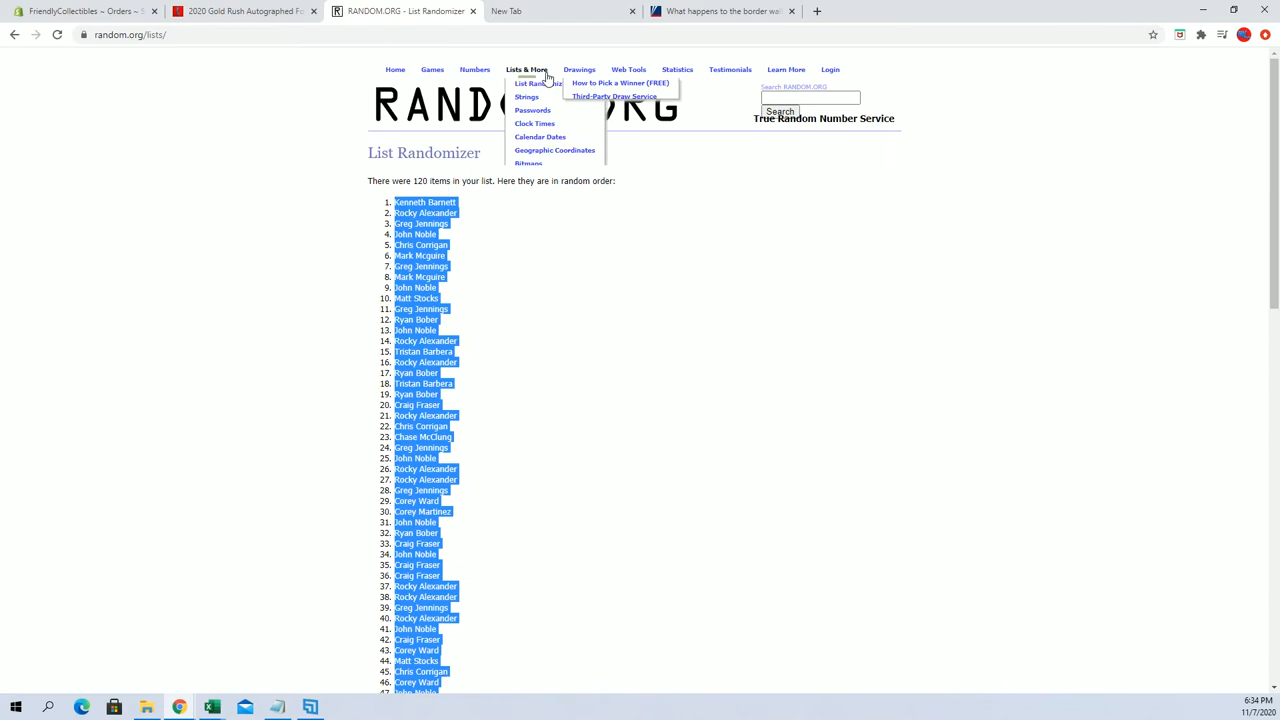 FriendlyCollectibles ~ Orders ~ S
2020 Gold Rush Autographed Fo
RANDOM.ORG - List Randomizer
New Tab
What happens to the border wa
random.org/lists/
Home
Games
Numbers
Lists & More
Drawings
Web Tools
Statistics
Testimonials
Learn More
Login
List Randomiz
Strings
Passwords
Clock Times
Calendar Dates
Geographic Coordinates
Bitmaps
How to Pick a Winner (FREE)
Third-Party Draw Service
RANDOM.ORG
Search RANDOM.ORG
Search
True Random Number Service
List Randomizer
There were 120 items in your list. Here they are in random order:
1. Kenneth Barnett
2. Rocky Alexander
3. Greg Jennings
4. John Noble
5. Chris Corrigan
6. Mark Mcguire
7. Greg Jennings
8. Mark Mcguire
9. John Noble
10. Matt Stocks
11. Greg Jennings
12. Ryan Bober
13. John Noble
14. Rocky Alexander
15. Tristan Barbera
16. Rocky Alexander
17. Ryan Bober
18. Tristan Barbera
19. Ryan Bober
20. Craig Fraser
21. Rocky Alexander
22. Chris Corrigan
23. Chase McClung
24. Greg Jennings
25. John Noble
26. Rocky Alexander
27. Rocky Alexander
28. Greg Jennings
29. Corey Ward
30. Corey Martinez
31. John Noble
32. Ryan Bober
33. Craig Fraser
34. John Noble
35. Craig Fraser
36. Craig Fraser
37. Rocky Alexander
38. Rocky Alexander
39. Greg Jennings
40. Rocky Alexander
41. John Noble
42. Craig Fraser
43. Corey Ward
44. Matt Stocks
45. Chris Corrigan
46. Corey Ward
47. John Noble
6:34 PM
11/7/2020